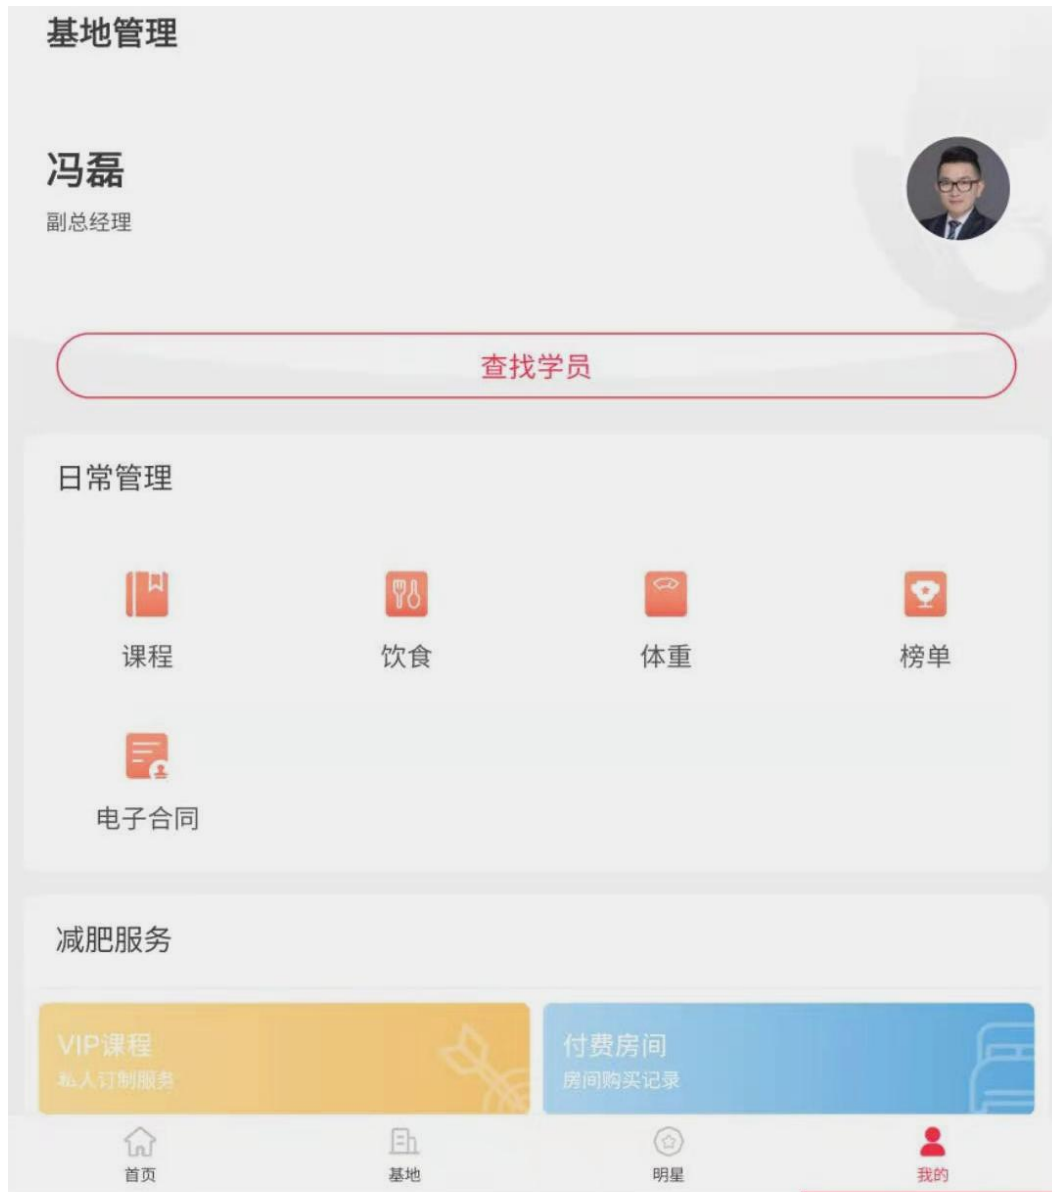 基地管理
冯磊
副总经理
查找学员
日常管理
课程
饮食
体重
榜单
电子合同
减肥服务
VIP课程
私人订制服务
付费房间
房间购买记录
首页
基地
明星
我的